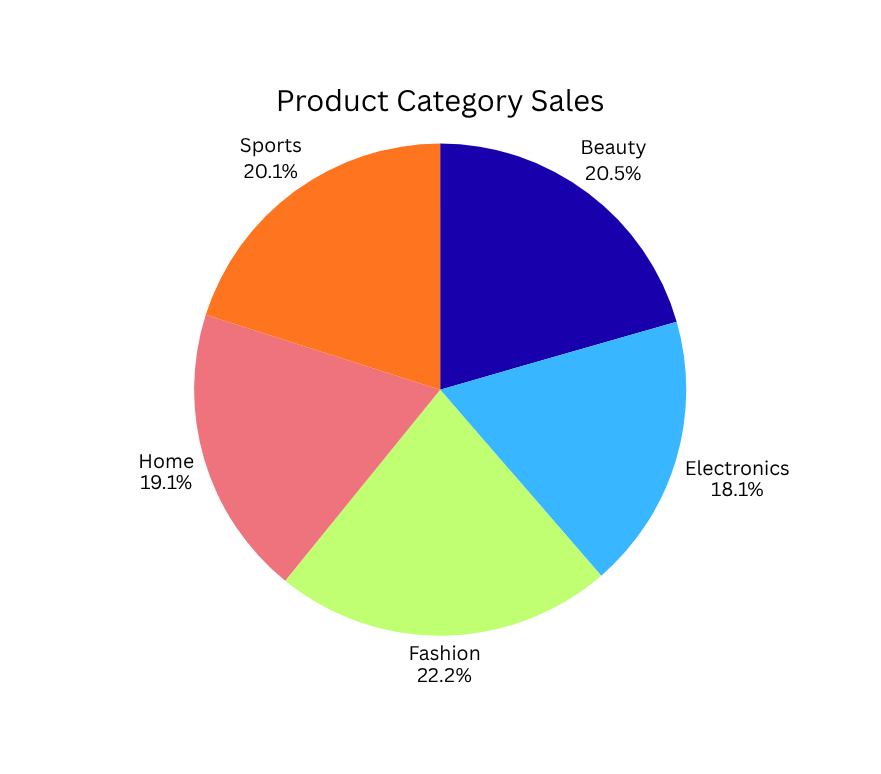 Product Category Sales
Sports
20.1%
Beauty
20.5%
Home
19.1%
Electronics
18.1%
Fashion
22.2%